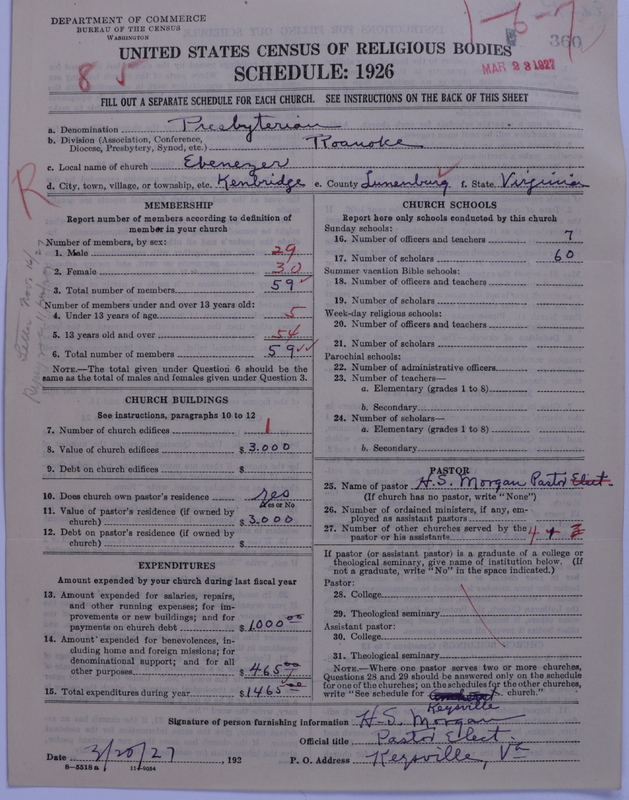 DEPARTMENT OF COMMERCE
BUREAU OF THE CENSUS
WASHINGTON
1-6-7
360
MAR 23 1927
8 5
UNITED STATES CENSUS OF RELIGIOUS BODIES
SCHEDULE: 1926
FILL OUT A SEPARATE SCHEDULE FOR EACH CHURCH. SEE INSTRUCTIONS ON THE BACK OF THIS SHEET
a. Denomination Presbyterian
b. Division (Association, Conference, Diocese, Presbytery, Synod, etc.) Roanoke
c. Local name of church Ebenezer
d. City, town, village, or township, etc. Kenbridge e. County Lunenburg f. State Virginia
R
MEMBERSHIP
Report number of members according to definition of
member in your church
Number of members, by sex:
1. Male 29
2. Female 30
3. Total number of members 59
Number of members under and over 13 years old:
4. Under 13 years of age 5
5. 13 years old and over 54
6. Total number of members 59
NOTE.—The total given under Question 6 should be
same as the total of males and females given under Question 3.
CHURCH BUILDINGS
See instructions, paragraphs 10 to 12
7. Number of church edifices 1
8. Value of church edifices $ 3.000
9. Debt on church edifices $
10. Does church own pastor's residence yes
Yes or No
11. Value of pastor's residence (if owned by
church) $ 3.000
12. Debt on pastor's residence (if owned by
church) $
EXPENDITURES
Amount expended by your church during last fiscal year
13. Amount expended for salaries, repairs,
and other running expenses; for im-
provements or new buildings; and for
payments on church debt $ 1000 00
14. Amount expended for benevolences, in-
cluding home and foreign missions; for
denominational support; and for all
other purposes $ 465 00
15. Total expenditures during year $ 1465 00
CHURCH SCHOOLS
Report here only schools conducted by this church
Sunday schools:
16. Number of officers and teachers 7
17. Number of scholars 60
Summer vacation Bible schools:
18. Number of officers and teachers
19. Number of scholars
Week-day religious schools:
20. Number of officers and teachers
21. Number of scholars
Parochial schools:
22. Number of administrative officers
23. Number of teachers—
a. Elementary (grades 1 to 8)
b. Secondary
24. Number of scholars—
a. Elementary (grades 1 to 8)
b. Secondary
PASTOR
25. Name of pastor H. S. Morgan Pastor Elect.
(If church has no pastor, write "None")
26. Number of ordained ministers, if any, em-
ployed as assistant pastors
27. Number of other churches served by the
pastor or his assistants 4
If pastor (or assistant pastor) is a graduate of a college or
theological seminary, give name of institution below. (If
not a graduate, write "No" in the space indicated.)
Pastor:
28. College
29. Theological seminary
Assistant pastor:
30. College
31. Theological seminary
NOTE.—Where one pastor serves two or more churches,
Questions 28 and 29 should be answered only on the schedule
for one of the churches; on the schedules for the other churches,
write "See schedule for church."
Keysville
Signature of person furnishing information H. S. Morgan
Official title Pastor Elect.
Date 3/20/27, 192 P. O. Address Keysville, Va
8-5518a 11-9054